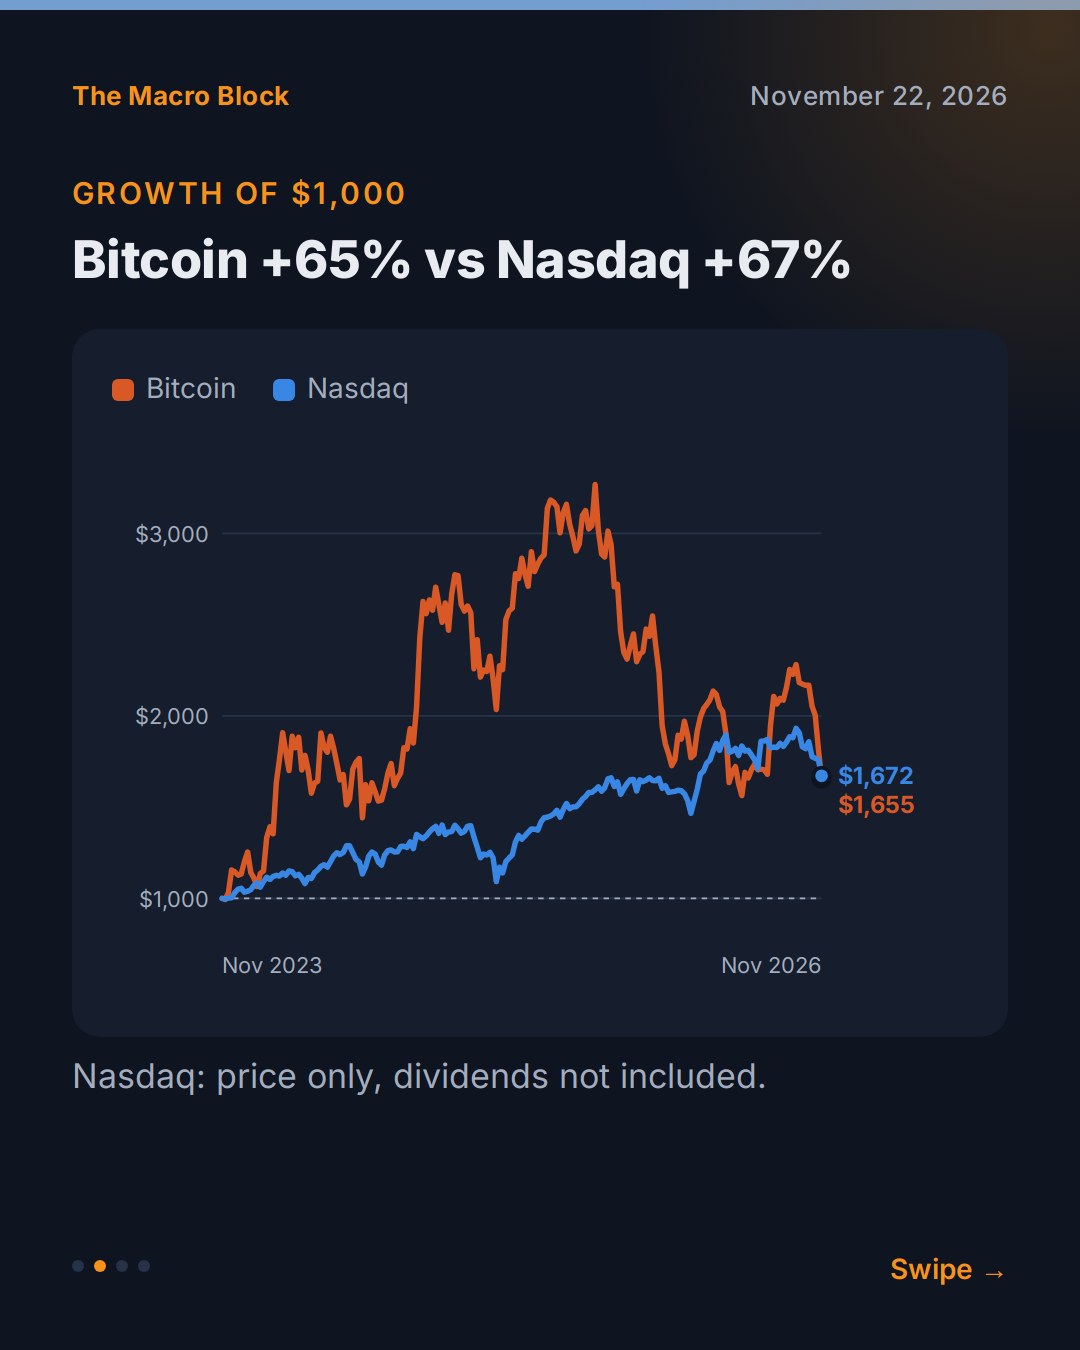 The Macro Block
November 22, 2026
GROWTH OF $1,000
Bitcoin +65% vs Nasdaq +67%
Bitcoin
Nasdaq
$3,000
$2,000
$1,672
$1,655
$1,000
Nov 2023
Nov 2026
Nasdaq: price only, dividends not included.
Swipe →